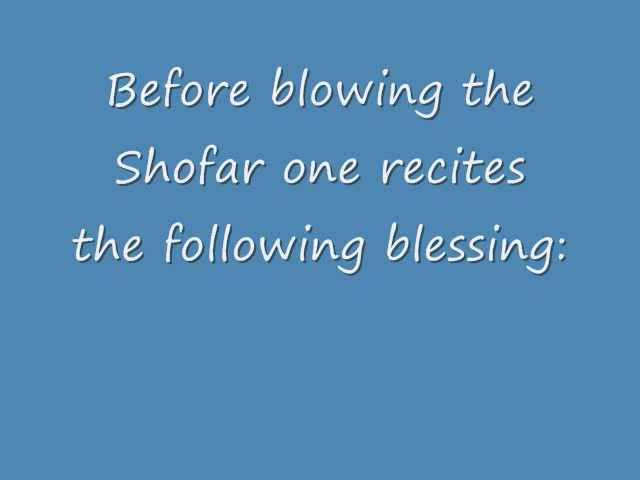 Before blowing the
Shofar one recites
the following blessing: